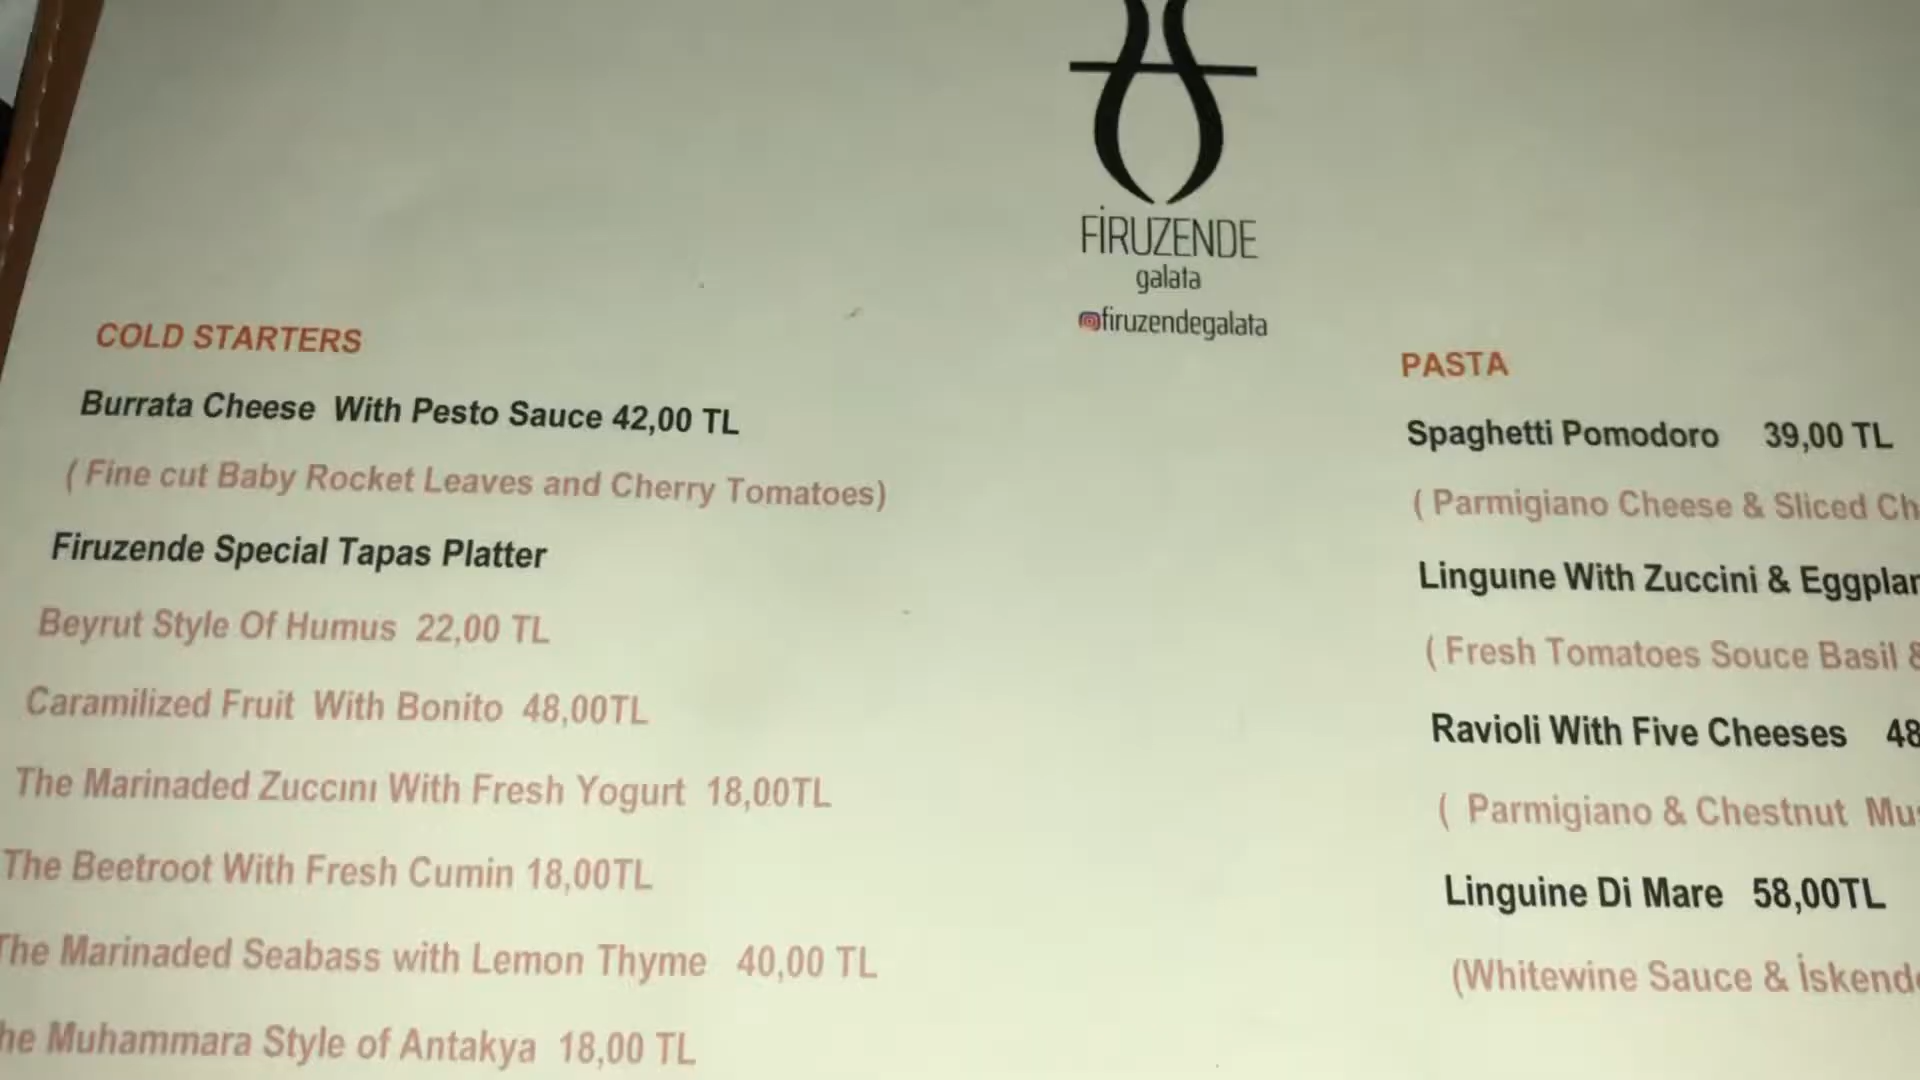 FİRUZENDE
galata
firuzendegalata
COLD STARTERS
Burrata Cheese With Pesto Sauce 42,00 TL
( Fine cut Baby Rocket Leaves and Cherry Tomatoes)
Firuzende Special Tapas Platter
Beyrut Style Of Humus 22,00 TL
Caramilized Fruit With Bonito 48,00TL
The Marinaded Zuccını With Fresh Yogurt 18,00TL
The Beetroot With Fresh Cumin 18,00TL
The Marinaded Seabass with Lemon Thyme 40,00 TL
Muhammara Style of Antakya 18,00 TL
PASTA
Spaghetti Pomodoro 39,00 TL
( Parmigiano Cheese & Sliced
Linguıne With Zuccini &
( Fresh Tomatoes Souce Basil
Ravioli With Five Cheeses 48
( Parmigiano & Chestnut
Linguine Di Mare 58,00TL
(Whitewine Sauce &